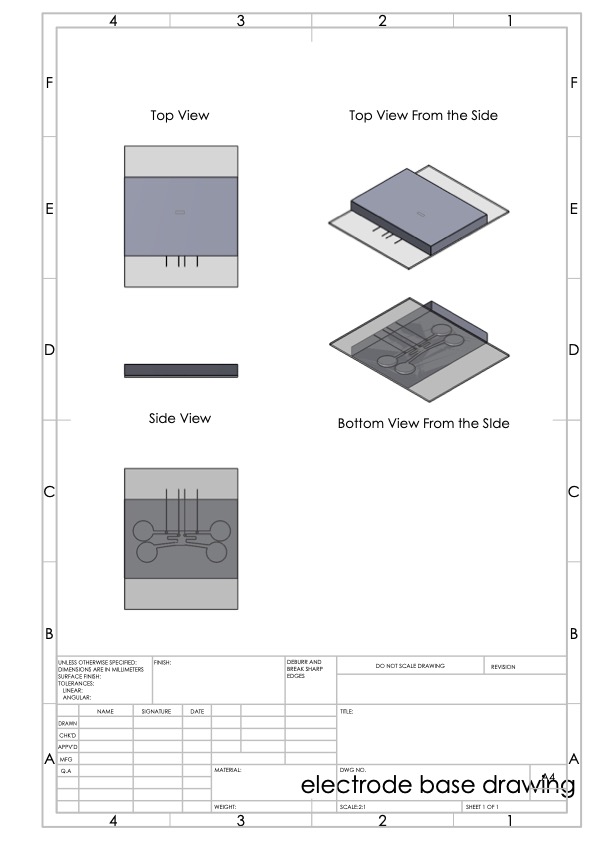 4 3 2 1
F F
Top View Top View From the Side
E E
D D
Side View Bottom View From the SIde
C C
B B
UNLESS OTHERWISE SPECIFIED:
DIMENSIONS ARE IN MILLIMETERS
SURFACE FINISH:
TOLERANCES:
LINEAR:
ANGULAR:
FINISH:
DEBURR AND
BREAK SHARP
EDGES
DO NOT SCALE DRAWING REVISION
NAME SIGNATURE DATE
TITLE:
DRAWN
CHK'D
APPV'D
MFG
A A
Q.A MATERIAL: DWG NO.
A4
electrode base drawing
WEIGHT: SCALE:2:1 SHEET 1 OF 1
4 3 2 1